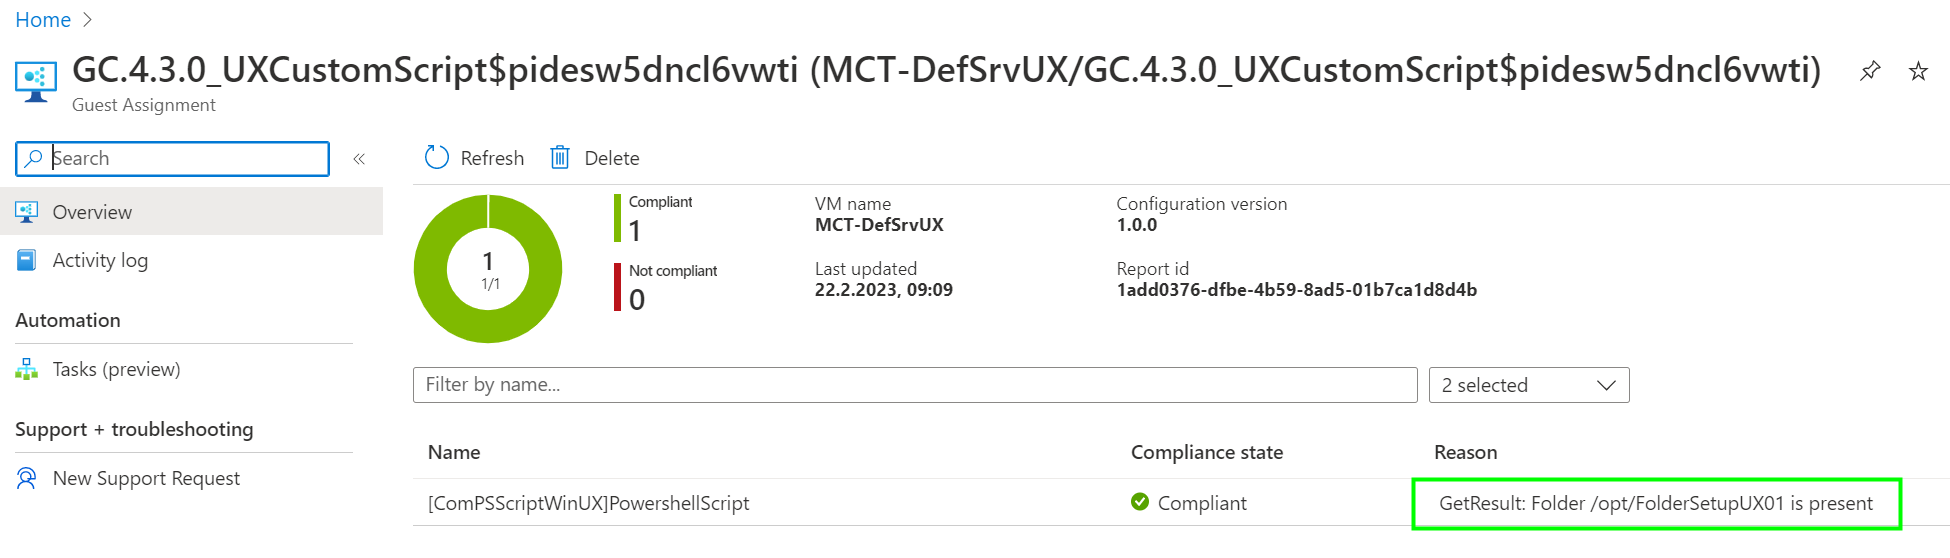 Home
GC.4.3.0_UXCustomScript$pidesw5dncl6vwti (MCT-DefSrvUX/GC.4.3.0_UXCustomScript$pidesw5dncl6vwti)
Guest Assignment
Search
Refresh
Delete
Overview
Activity log
Automation
Tasks (preview)
Support + troubleshooting
New Support Request
1
1/1
Compliant
1
Not compliant
0
VM name
MCT-DefSrvUX
Last updated
22.2.2023, 09:09
Configuration version
1.0.0
Report id
1add0376-dfbe-4b59-8ad5-01b7ca1d8d4b
Filter by name...
2 selected
Name Compliance state Reason
[ComPSScriptWinUX]PowershellScript Compliant GetResult: Folder /opt/FolderSetupUX01 is present